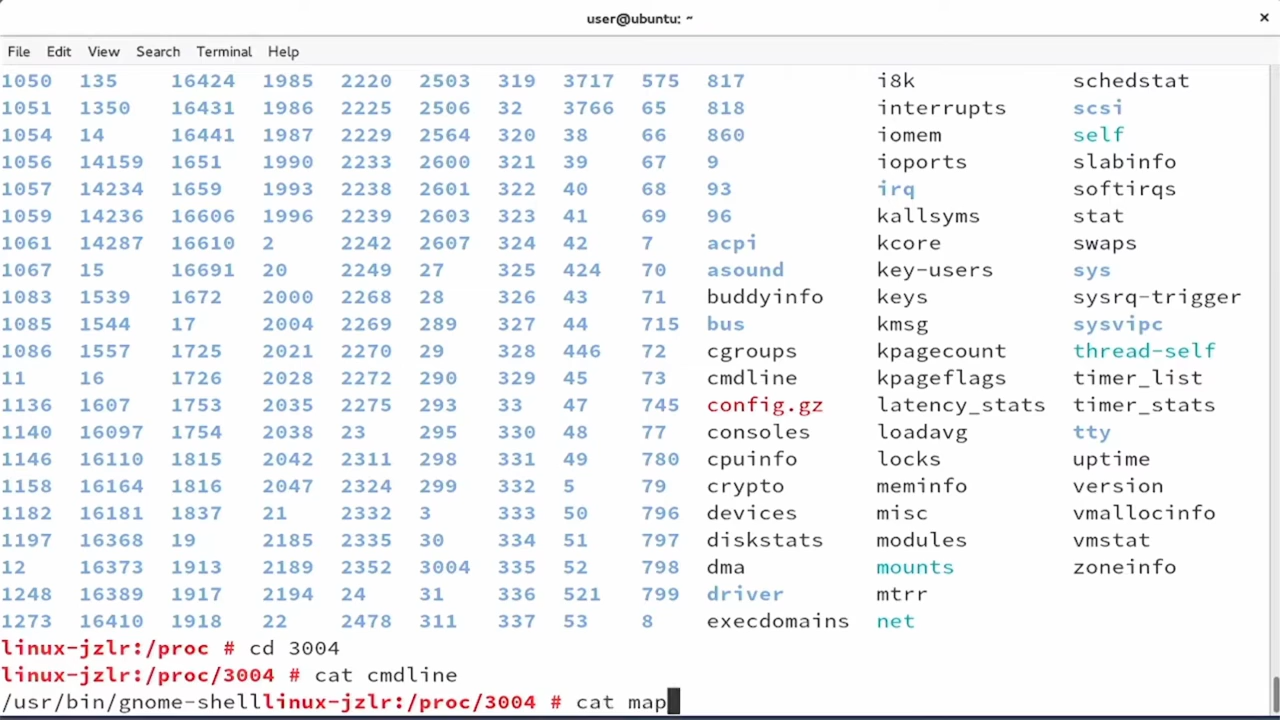 user@ubuntu: ~
File Edit View Search Terminal Help
1050 135 16424 1985 2220 2503 319 3717 575 817 i8k schedstat
1051 1350 16431 1986 2225 2506 32 3766 65 818 interrupts scsi
1054 14 16441 1987 2229 2564 320 38 66 860 iomem self
1056 14159 1651 1990 2233 2600 321 39 67 9 ioports slabinfo
1057 14234 1659 1993 2238 2601 322 40 68 93 irq softirqs
1059 14236 16606 1996 2239 2603 323 41 69 96 kallsyms stat
1061 14287 16610 2 2242 2607 324 42 7 acpi kcore swaps
1067 15 16691 20 2249 27 325 424 70 asound key-users sys
1083 1539 1672 2000 2268 28 326 43 71 buddyinfo keys sysrq-trigger
1085 1544 17 2004 2269 289 327 44 715 bus kmsg sysvipc
1086 1557 1725 2021 2270 29 328 446 72 cgroups kpagecount thread-self
11 16 1726 2028 2272 290 329 45 73 cmdline kpageflags timer_list
1136 1607 1753 2035 2275 293 33 47 745 config.gz latency_stats timer_stats
1140 16097 1754 2038 23 295 330 48 77 consoles loadavg tty
1146 16110 1815 2042 2311 298 331 49 780 cpuinfo locks uptime
1158 16164 1816 2047 2324 299 332 5 79 crypto meminfo version
1182 16181 1837 21 2332 3 333 50 796 devices misc vmallocinfo
1197 16368 19 2185 2335 30 334 51 797 diskstats modules vmstat
12 16373 1913 2189 2352 3004 335 52 798 dma mounts zoneinfo
1248 16389 1917 2194 24 31 336 521 799 driver mtrr
1273 16410 1918 22 2478 311 337 53 8 execdomains net
linux-jzlr:/proc # cd 3004
linux-jzlr:/proc/3004 # cat cmdline
/usr/bin/gnome-shelllinux-jzlr:/proc/3004 # cat map